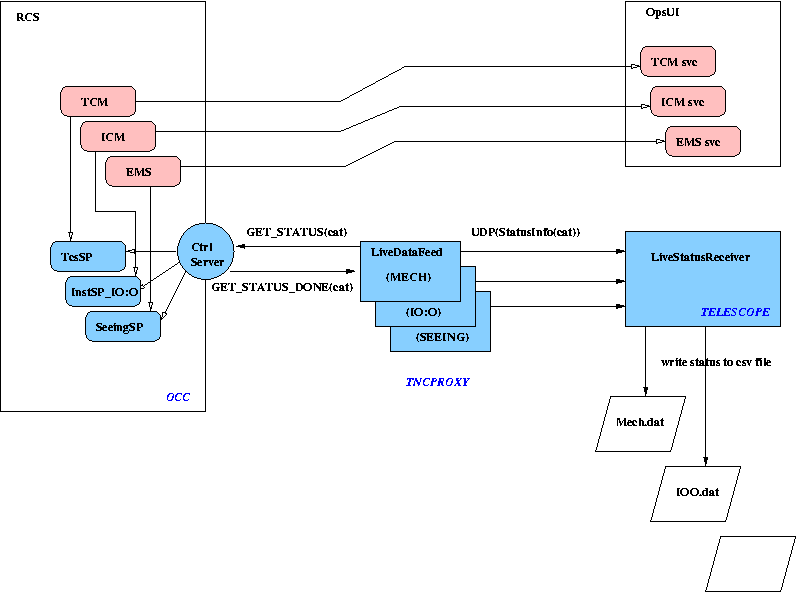 RCS
OpsUI
TCM svc
TCM
ICM svc
ICM
EMS svc
EMS
GET_STATUS(cat)
UDP(StatusInfo(cat))
Ctrl
Server
TcsSP
LiveDataFeed
LiveStatusReceiver
(MECH)
InstSP_IO:O
GET_STATUS_DONE(cat)
(IO:O)
TELESCOPE
SeeingSP
(SEEING)
write status to csv file
TNCPROXY
OCC
Mech.dat
IOO.dat